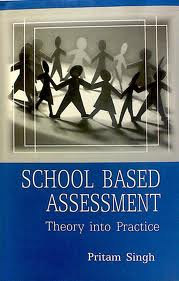 SCHOOL BASED
ASSESSMENT
Theory into Practice
Pritam Singh